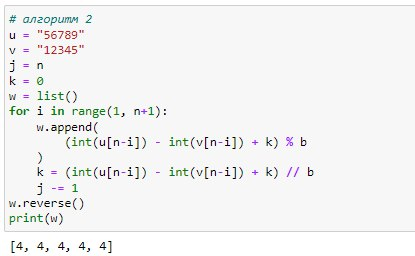 # алгоритм 2
u = "56789"
v = "12345"
j = n
k = 0
w = list()
for i in range(1, n+1):
    w.append(
        (int(u[n-i]) - int(v[n-i]) + k) % b
    )
    k = (int(u[n-i]) - int(v[n-i]) + k) // b
    j -= 1
w.reverse()
print(w)
[4, 4, 4, 4, 4]